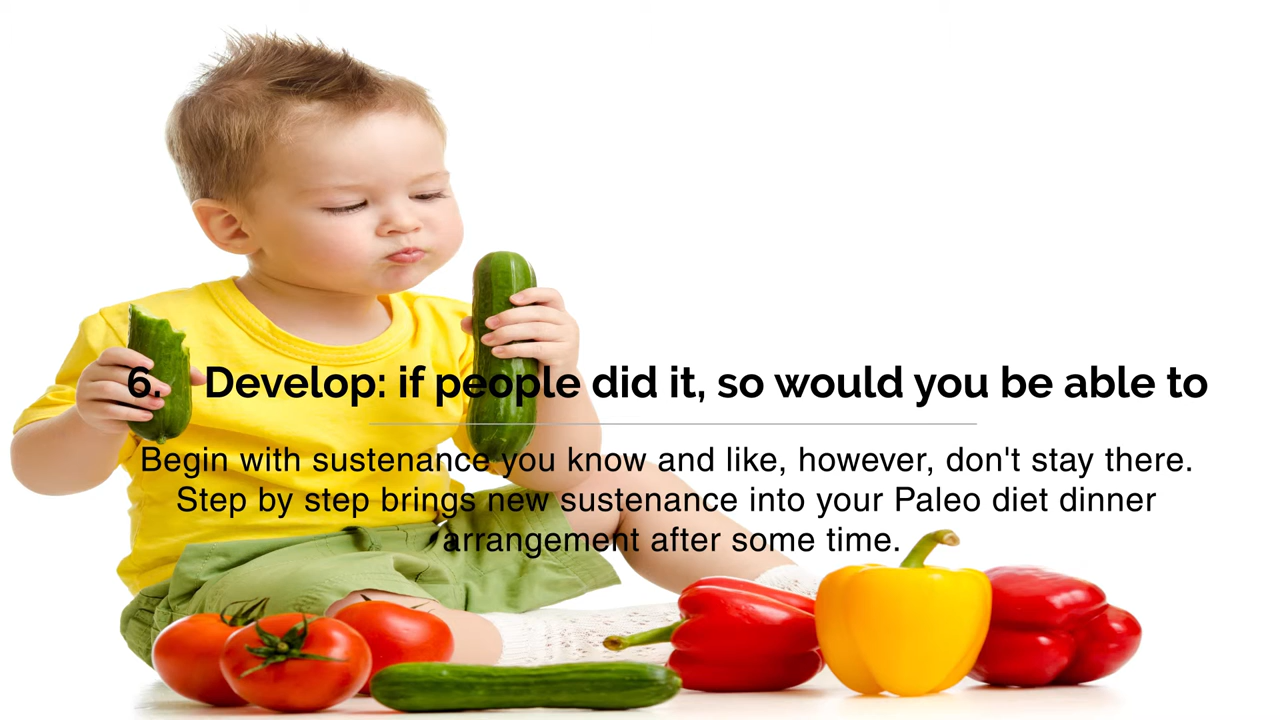 6. Develop: if people did it, so would you be able to
Begin with sustenance you know and like, however, don't stay there.
Step by step brings new sustenance into your Paleo diet dinner
arrangement after some time.